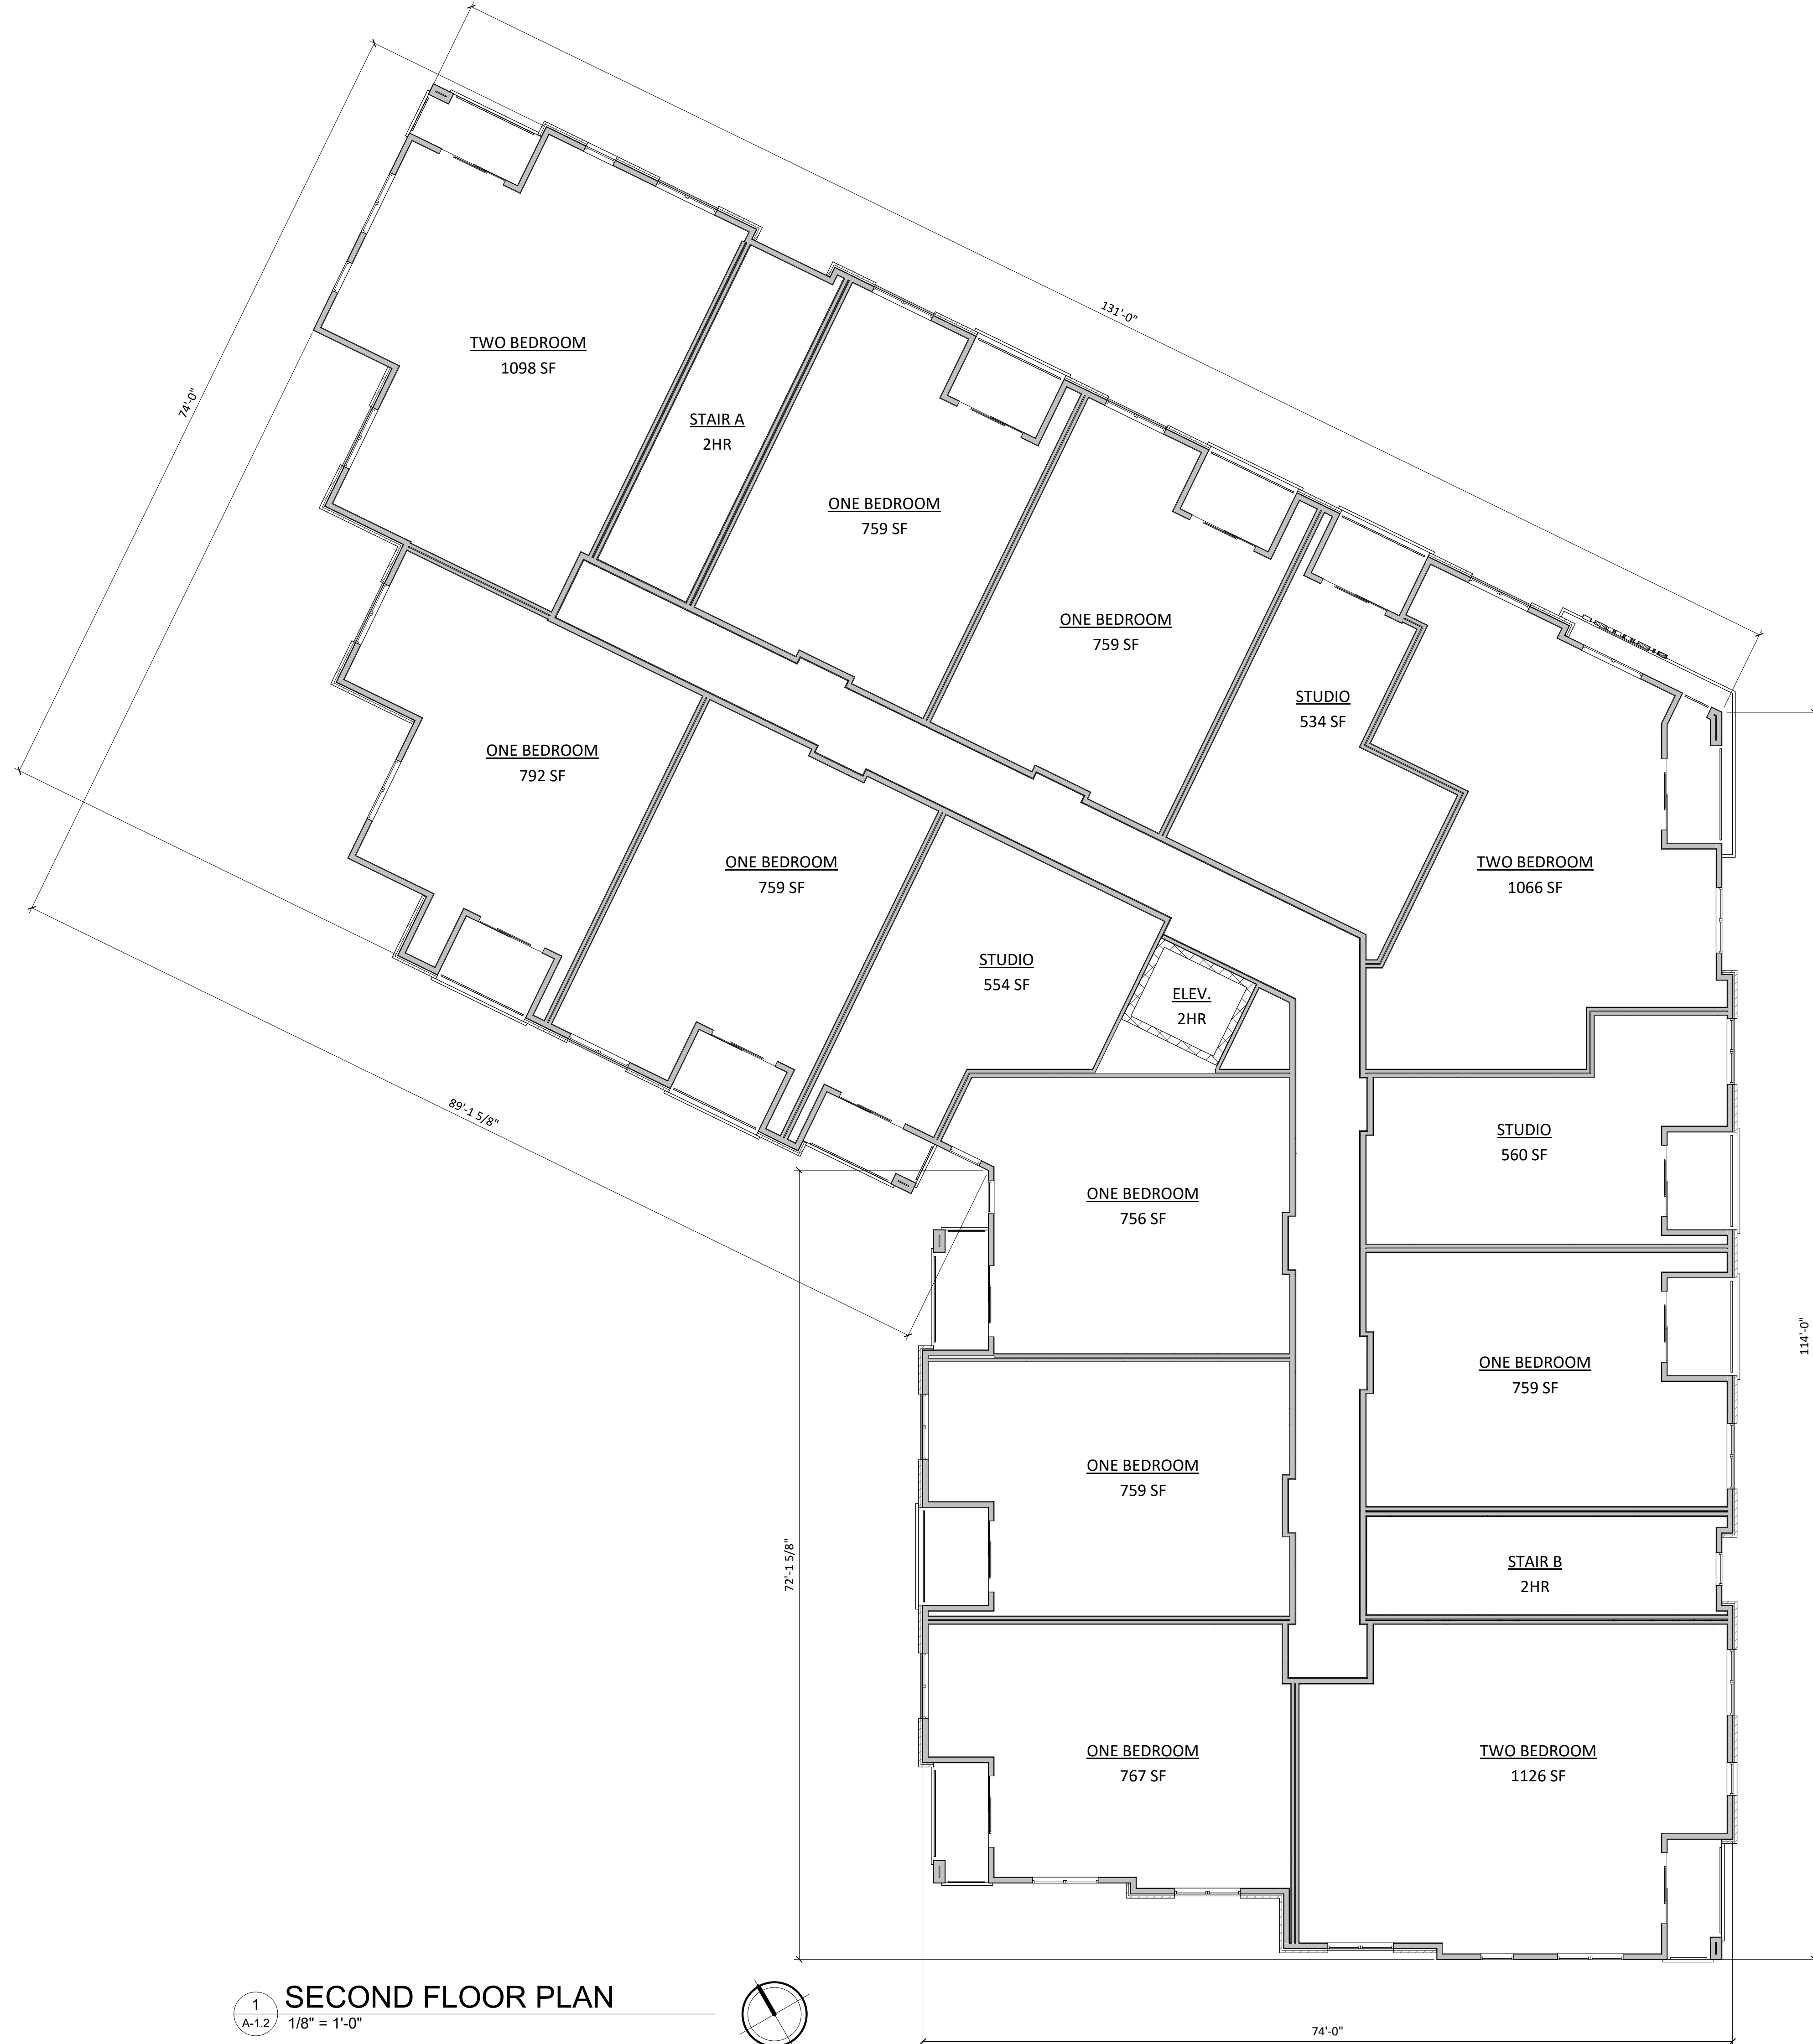 131'-0"
74'-0"
TWO BEDROOM
1098 SF
STAIR A
2HR
ONE BEDROOM
759 SF
ONE BEDROOM
759 SF
STUDIO
534 SF
ONE BEDROOM
792 SF
ONE BEDROOM
759 SF
TWO BEDROOM
1066 SF
STUDIO
554 SF
ELEV.
2HR
89'-1 5/8"
STUDIO
560 SF
ONE BEDROOM
756 SF
114'-0"
ONE BEDROOM
759 SF
ONE BEDROOM
759 SF
72'-1 5/8"
STAIR B
2HR
ONE BEDROOM
767 SF
TWO BEDROOM
1126 SF
1
A-1.2
SECOND FLOOR PLAN
1/8" = 1'-0"
74'-0"